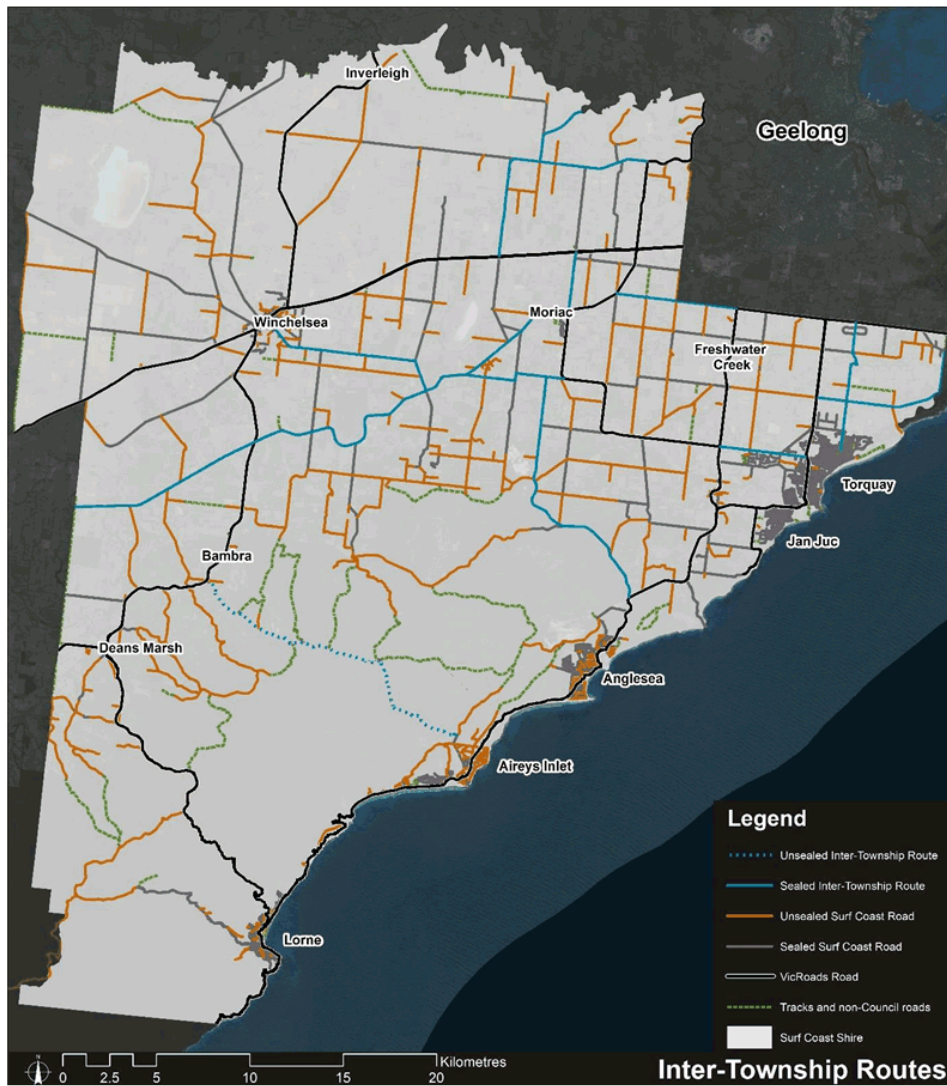 Inverleigh
Geelong
Winchelsea
Moriac
Freshwater
Creek
Torquay
Jan Juc
Bambra
Deans Marsh
Anglesea
Aireys Inlet
Lorne
Legend
Unsealed Inter-Township Route
Sealed Inter-Township Route
Unsealed Surf Coast Road
Sealed Surf Coast Road
VicRoads Road
Tracks and non-Council roads
Surf Coast Shire
N
Kilometres
0 2.5 5 10 15 20
Inter-Township Routes